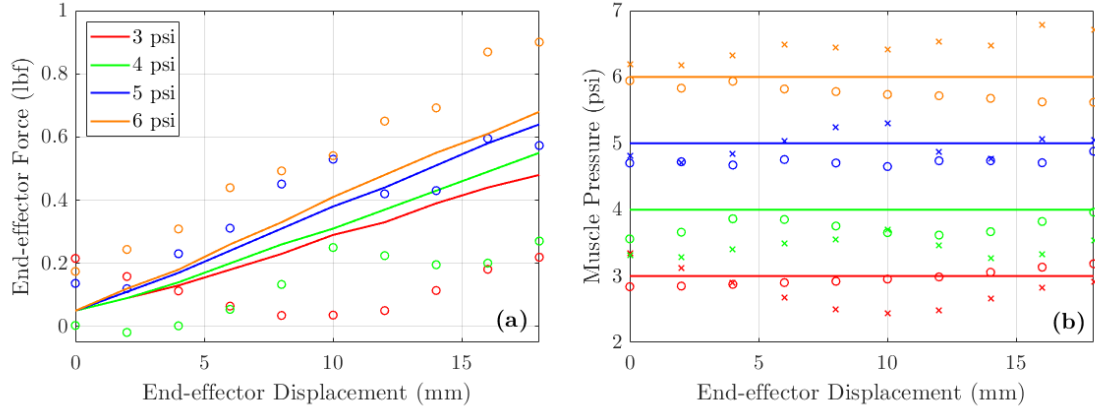 1
0.8
0.6
0.4
0.2
0
End-effector Force (lbf)
3 psi
4 psi
5 psi
6 psi
(a)
0
5
10
15
End-effector Displacement (mm)
7
6
5
4
3
2
Muscle Pressure (psi)
(b)
0
5
10
15
End-effector Displacement (mm)